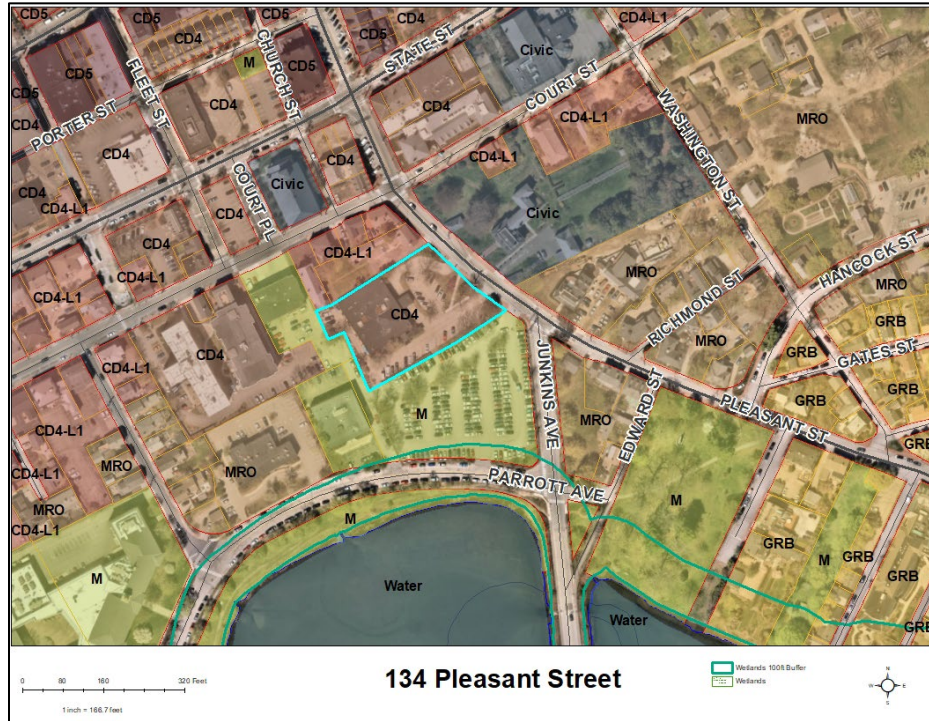 CD5
CD5
CD4
CD4-L1
CD5
CD5
CD5
M
CHURCH ST
STATE ST
Civic
COURT ST
FLEET ST
CD5
CD4
CD4
PORTER ST
CD4
CD4-L1
WASHINGTON ST
MRO
CD4
CD4
CD4-L1
CD4-L1
Civic
COURT PL
CD4
Civic
CD4
CD4-L1
CD4-L1
CD4-L1
HANCOCK ST
MRO
MRO
RICHMOND ST
GRB
CD4
CD4
MRO
GRB
GATES ST
CD4-L1
JUNKINS AVE
GRB
GRB
CD4-L1
M
MRO
EDWARD ST
PLEASANT ST
GRB
MRO
MRO
PARROTT AVE
M
MRO
CD4-L1
M
GRB
M
GRB
GRB
M
Water
Water
GRB
134 Pleasant Street
Wetlands 100ft Buffer
Wetlands
0 80 160 320 Feet
1 inch = 166.7 feet
N
W E
S